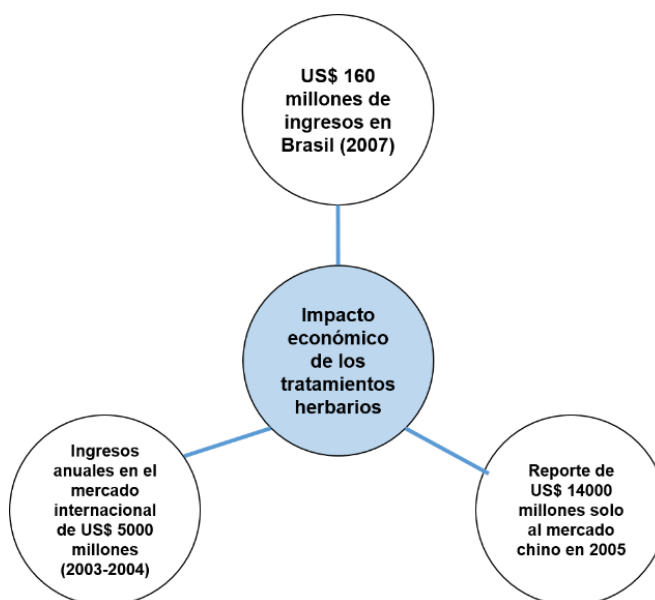 US$ 160
millones de
ingresos en
Brasil (2007)
Impacto
económico
de los
tratamientos
herbarios
Ingresos
anuales en el
mercado
internacional
de US$ 5000
millones
(2003-2004)
Reporte de
US$ 14000
millones solo
al mercado
chino en 2005